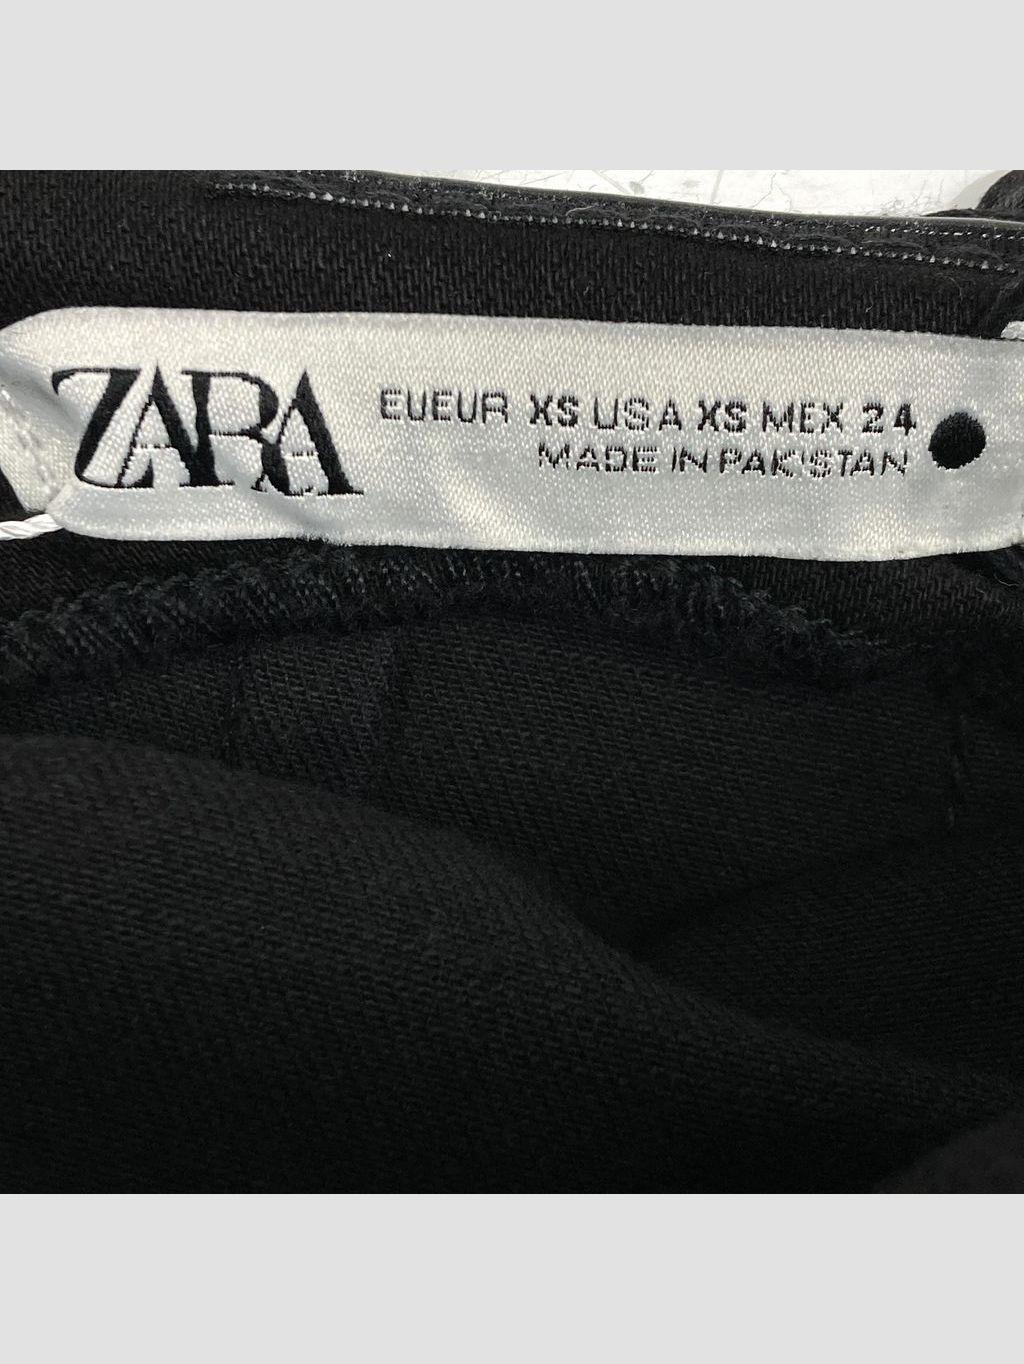 ZARA
EUEUR XS USA XS MEX 24
MADE IN PAKISTAN